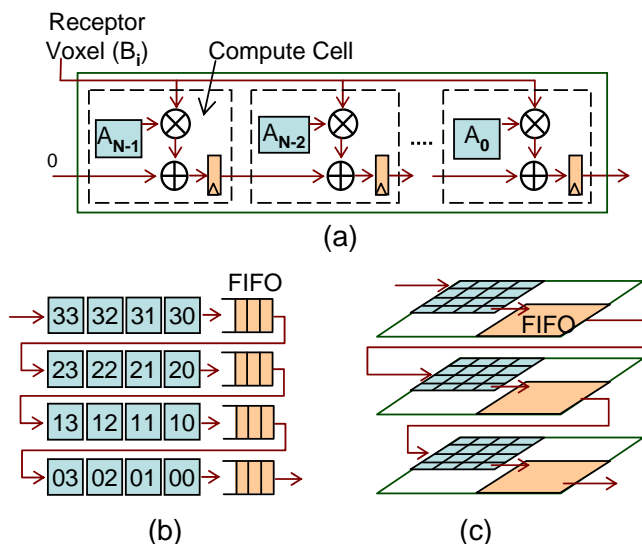 Receptor
Voxel (Bi)
Compute Cell
AN-1
AN-2
....
A0
0
(a)
FIFO
33 32 31 30
23 22 21 20
13 12 11 10
03 02 01 00
(b)
FIFO
(c)